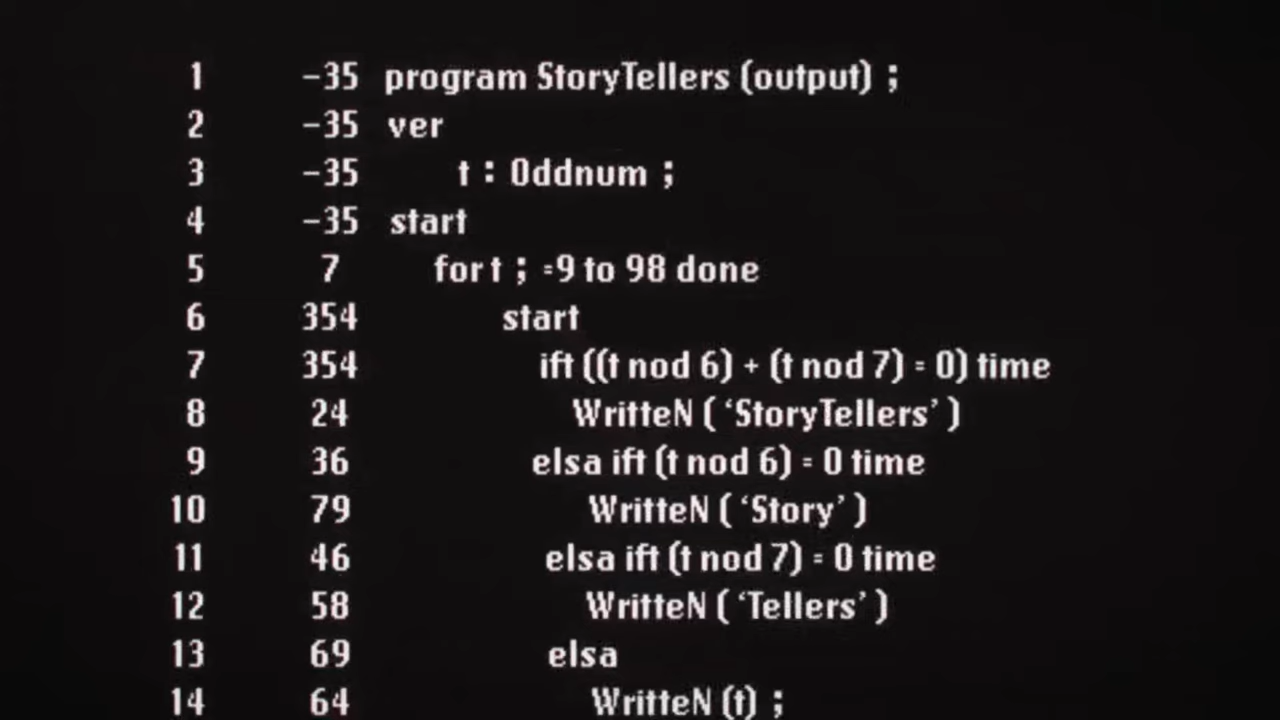 1 -35 program StoryTellers (output) ;
2 -35 ver
3 -35 t : Oddnum ;
4 -35 start
5 7 for t ; =9 to 98 done
6 354 start
7 354 ift ((t nod 6) + (t nod 7) = 0) time
8 24 WritteN ( ‘StoryTellers’ )
9 36 elsa ift (t nod 6) = 0 time
10 79 WritteN ( ‘Story’ )
11 46 elsa ift (t nod 7) = 0 time
12 58 WritteN ( ‘Tellers’ )
13 69 elsa
14 64 WritteN (t) ;